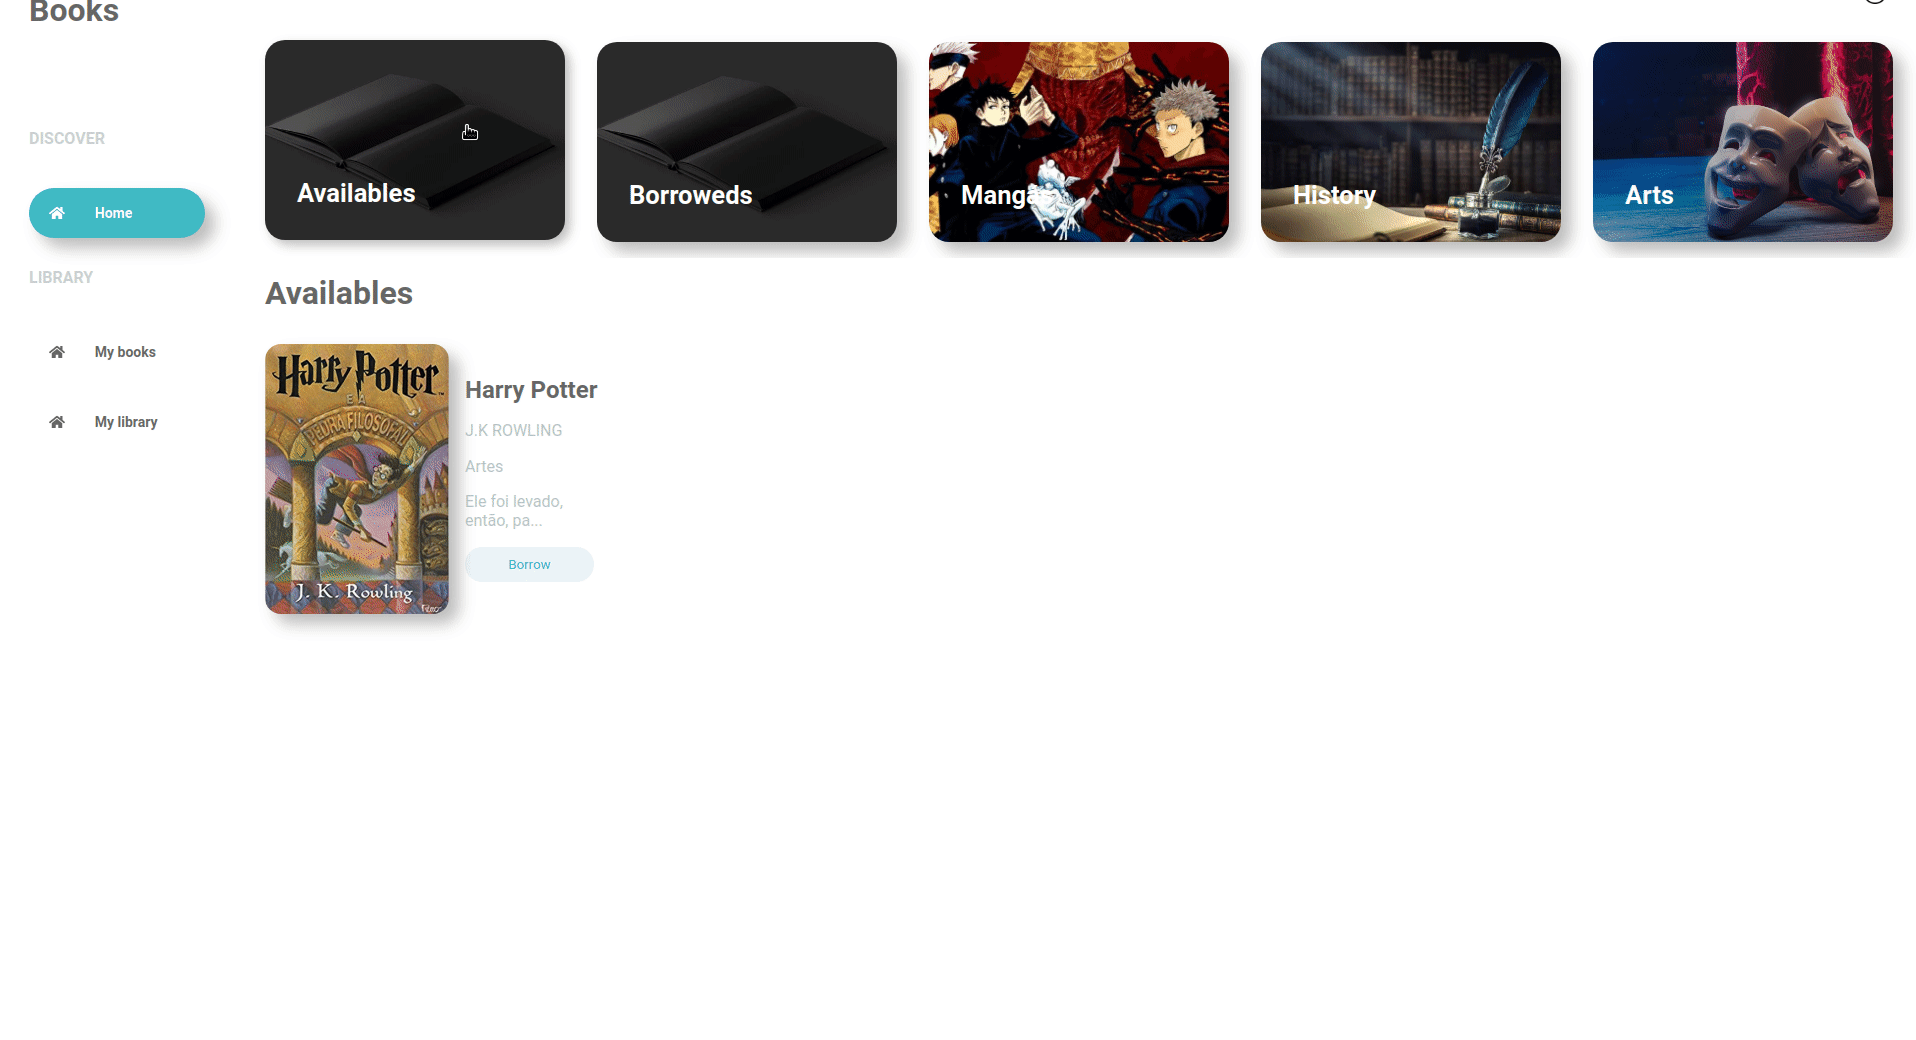 Books
DISCOVER
Home
LIBRARY
My books
My library
Availables
Borroweds
Mangas
History
Arts
Availables
Harry Potter
E A
PEDRA FILOSOFAL
J. K. Rowling
Harry Potter
J.K ROWLING
Artes
Ele foi levado,
então, pa...
Borrow